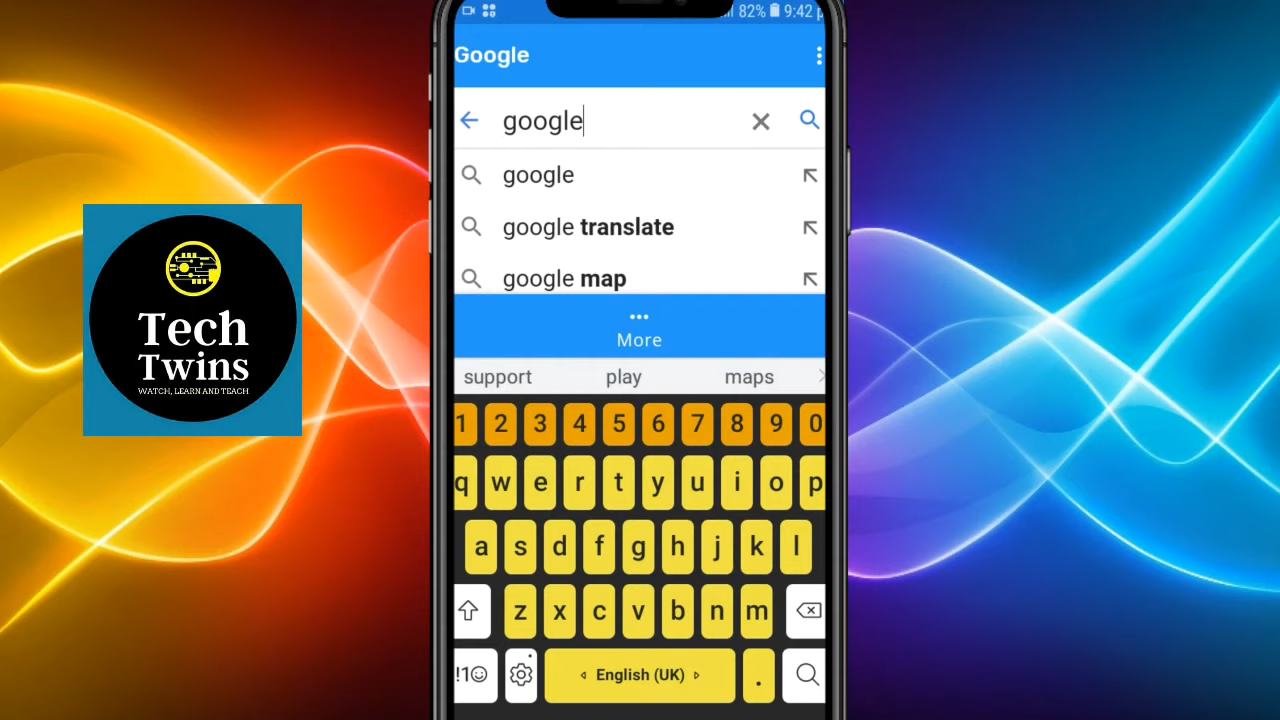 82% 9:42 p
Google
google
google
google translate
google map
More
support play maps
1 2 3 4 5 6 7 8 9 0
q w e r t y u i o p
a s d f g h j k l
z x c v b n m
!1☺ English (UK) .
Tech
Twins
WATCH, LEARN AND TEACH